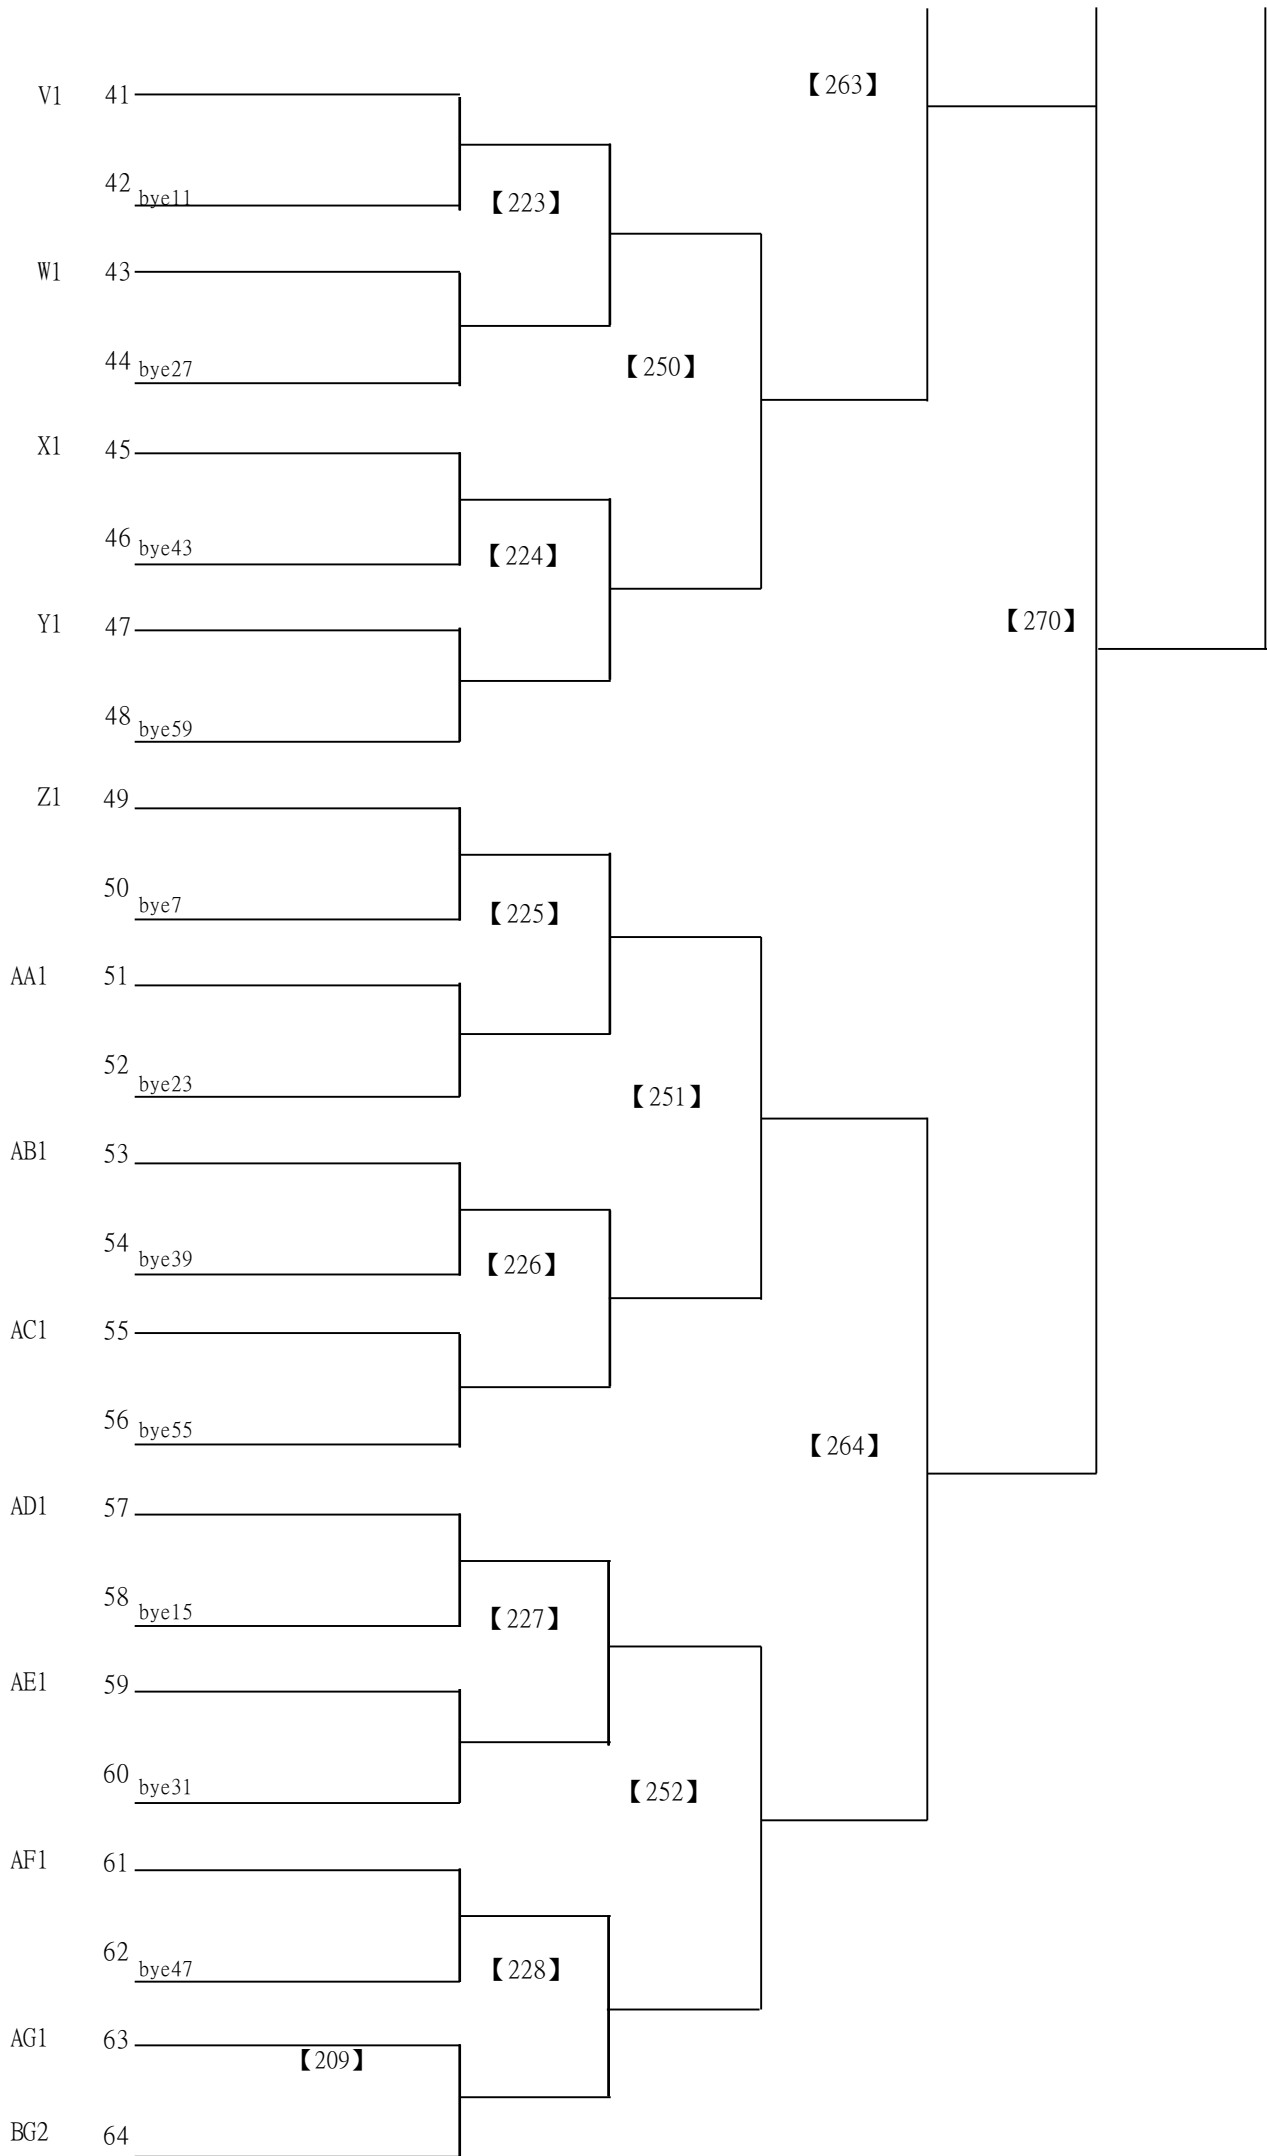 【263】
V1 41
42 bye11
【223】
W1 43
44 bye27
【250】
X1 45
46 bye43
【224】
Y1 47
【270】
48 bye59
Z1 49
50 bye7
【225】
AA1 51
52 bye23
【251】
AB1 53
54 bye39
【226】
AC1 55
56 bye55
【264】
AD1 57
58 bye15
【227】
AE1 59
60 bye31
【252】
AF1 61
62 bye47
【228】
AG1 63
【209】
BG2 64